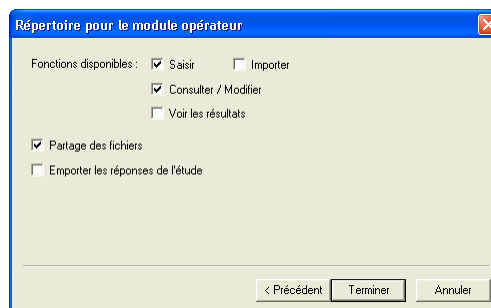 Répertoire pour le module opérateur
Fonctions disponibles : Saisir Importer
Consulter / Modifier
Voir les résultats
Partage des fichiers
Emporter les réponses de l'étude
< Précédent Terminer Annuler